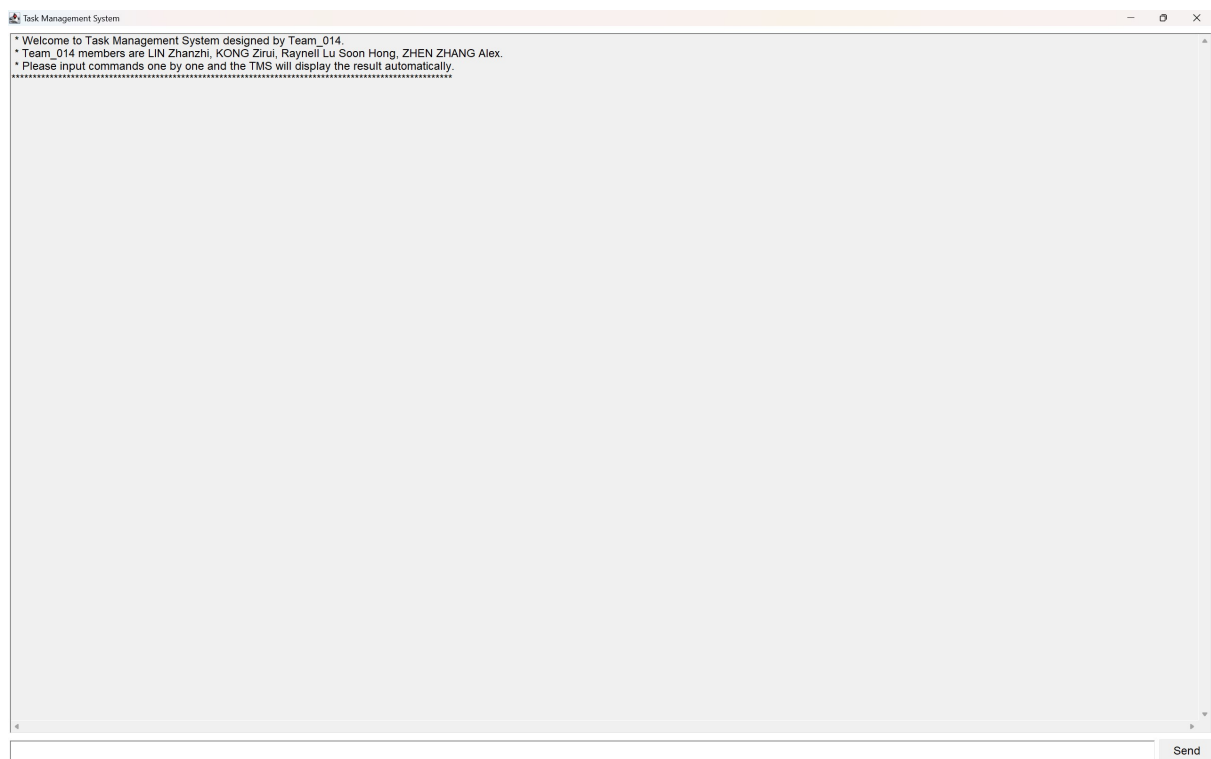 Task Management System
* Welcome to Task Management System designed by Team_014.
* Team_014 members are LIN Zhanzhi, KONG Zirui, Raynell Lu Soon Hong, ZHEN ZHANG Alex.
* Please input commands one by one and the TMS will display the result automatically.
*********************************************************************************************************
Send